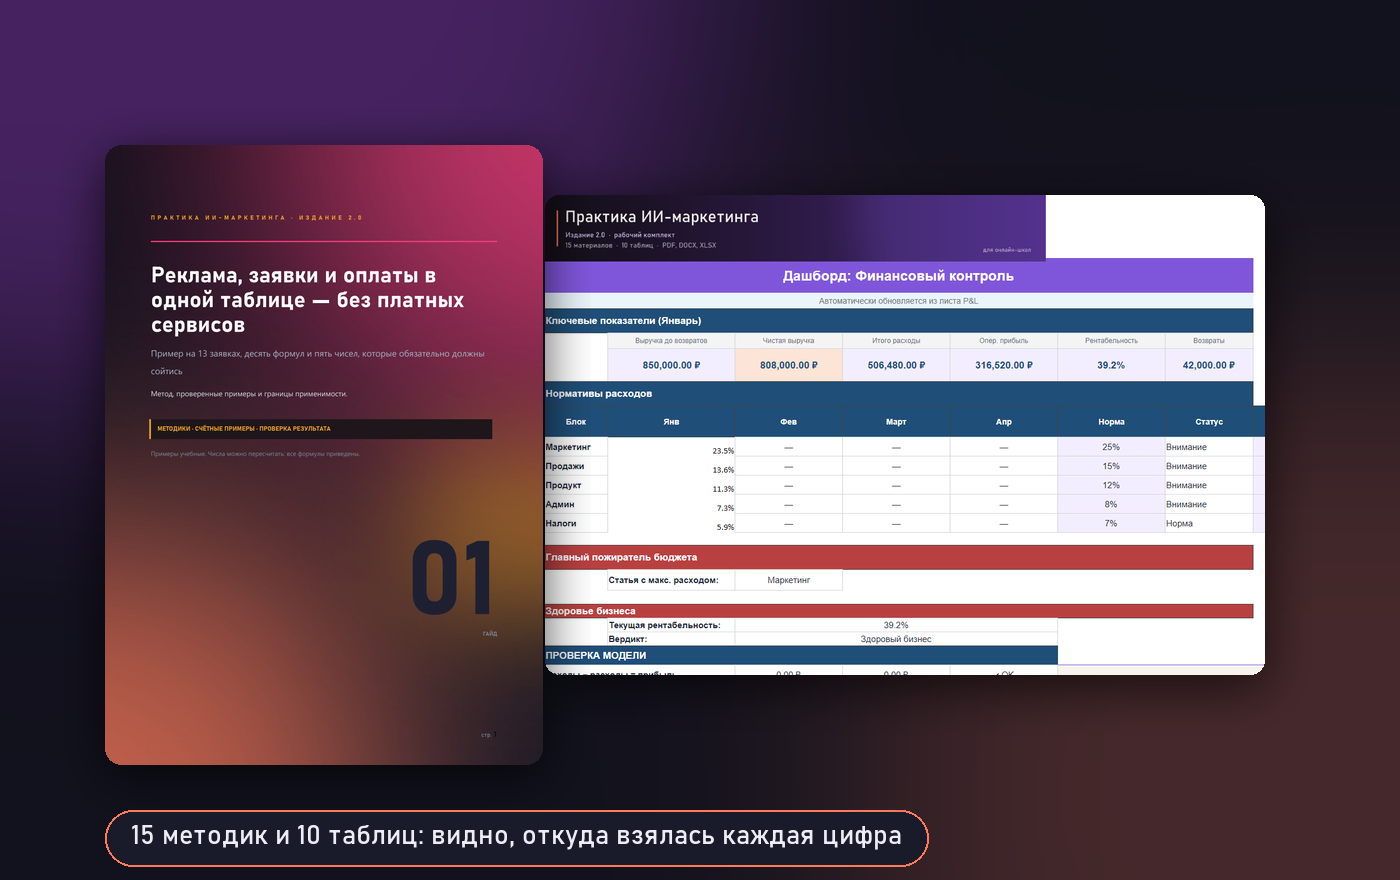 ПРАКТИКА ИИ-МАРКЕТИНГА · ИЗДАНИЕ 2.0
Реклама, заявки и оплаты в
одной таблице — без платных
сервисов
Пример на 13 заявках, десять формул и пять чисел, которые обязательно должны
сойтись
Метод, проверенные примеры и границы применимости.
МЕТОДИКИ · СЧЁТНЫЕ ПРИМЕРЫ · ПРОВЕРКА РЕЗУЛЬТАТА
Примеры учебные. Числа можно пересчитать: все формулы приведены.
01
ГАЙД
стр. 1
Практика ИИ-маркетинга
Издание 2.0 · рабочий комплект
15 материалов · 10 таблиц · PDF, DOCX, XLSX
для онлайн-школ
Дашборд: Финансовый контроль
Автоматически обновляется из листа P&L
Ключевые показатели (Январь)
Выручка до возвратов Чистая выручка Итого расходы Опер. прибыль Рентабельность Возвраты
850,000.00 ₽ 808,000.00 ₽ 506,480.00 ₽ 316,520.00 ₽ 39.2% 42,000.00 ₽
Нормативы расходов
Блок Янв Фев Март Апр Норма Статус
Маркетинг 23.5% — — — 25% Внимание
Продажи 13.6% — — — 15% Внимание
Продукт 11.3% — — — 12% Внимание
Админ 7.3% — — — 8% Внимание
Налоги 5.9% — — — 7% Норма
Главный пожиратель бюджета
Статья с макс. расходом: Маркетинг
Здоровье бизнеса
Текущая рентабельность: 39.2%
Вердикт: Здоровый бизнес
ПРОВЕРКА МОДЕЛИ
0.00 ₽ 0.00 ₽ OK
15 методик и 10 таблиц: видно, откуда взялась каждая цифра